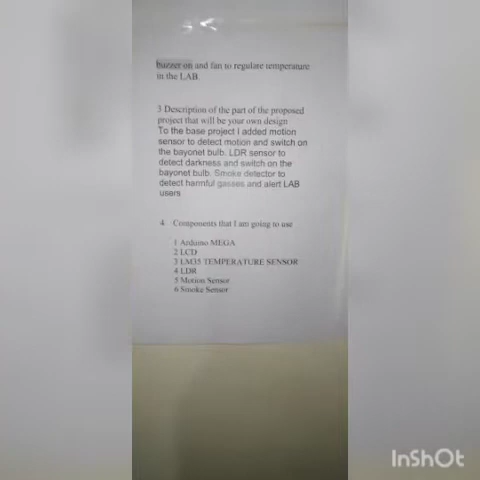 buzzer on and fan to regulate temperature
in the LAB.
3 Description of the part of the proposed
project that will be your own design
To the base project I added motion
sensor to detect motion and switch on
the bayonet bulb. LDR sensor to
detect darkness and switch on the
bayonet bulb. Smoke detector to
detect harmful gasses and alert LAB
users
4. Components that I am going to use
1 Arduino MEGA
2 LCD
3 LM35 TEMPERATURE SENSOR
4 LDR
5 Motion Sensor
6 Smoke Sensor
InShOt